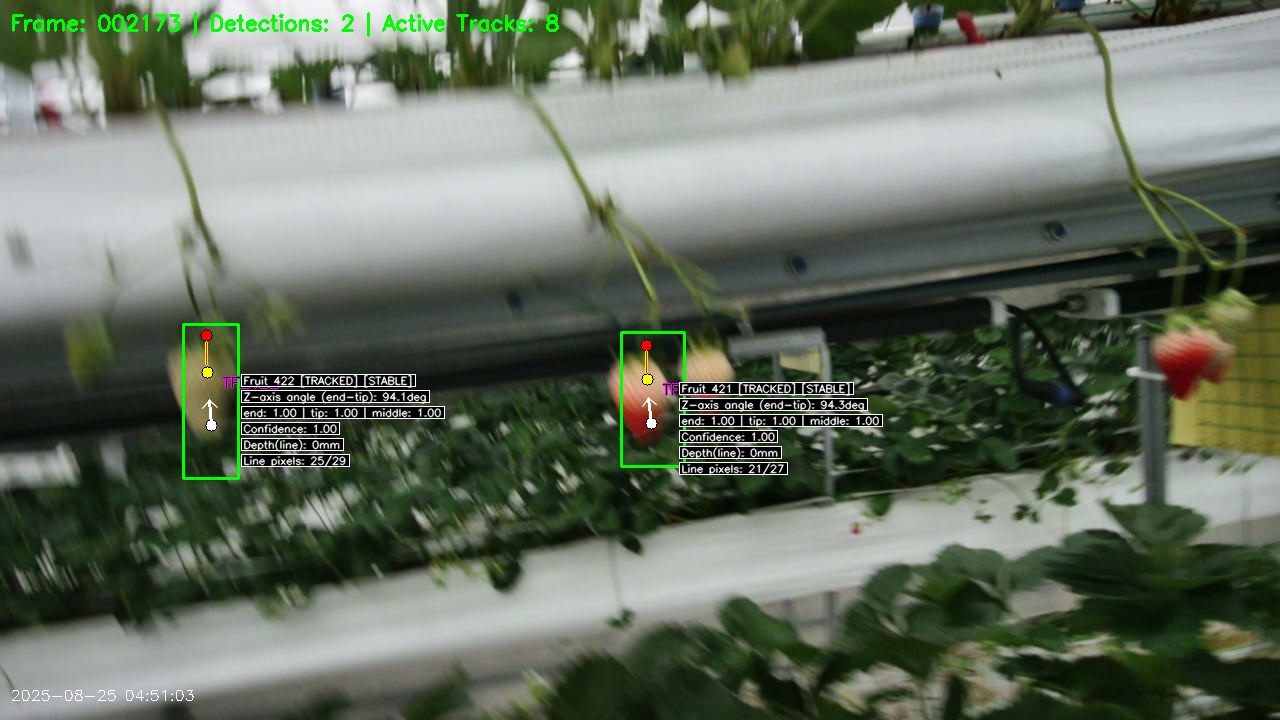 Frame: 002173 | Detections: 2 | Active Tracks: 8
Fruit 422 [TRACKED] [STABLE]
Z-axis angle (end-tip): 94.1deg
end: 1.00 | tip: 1.00 | middle: 1.00
Confidence: 1.00
Depth(line): 0mm
Line pixels: 25/29
Fruit 421 [TRACKED] [STABLE]
Z-axis angle (end-tip): 94.3deg
end: 1.00 | tip: 1.00 | middle: 1.00
Confidence: 1.00
Depth(line): 0mm
Line pixels: 21/27
2025-08-25 04:51:03